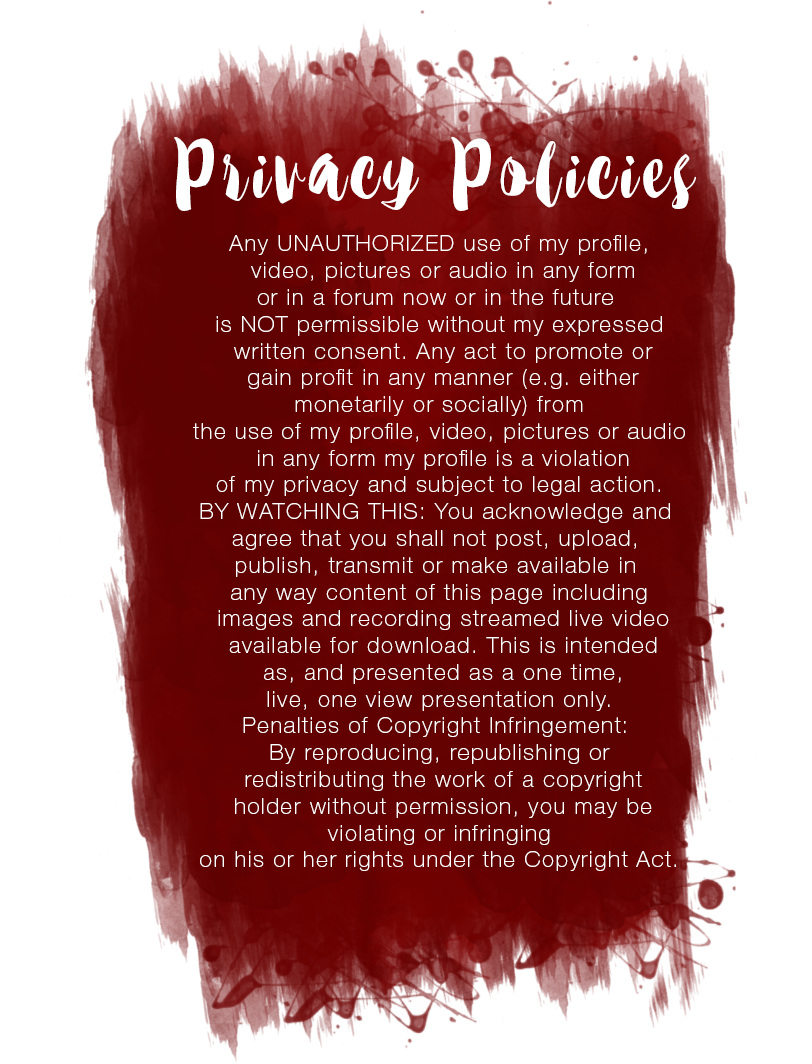 Privacy Policies
Any UNAUTHORIZED use of my profile,
video, pictures or audio in any form
or in a forum now or in the future
is NOT permissible without my expressed
written consent. Any act to promote or
gain profit in any manner (e.g. either
monetarily or socially) from
the use of my profile, video, pictures or audio
in any form my profile is a violation
of my privacy and subject to legal action.
BY WATCHING THIS: You acknowledge and
agree that you shall not post, upload,
publish, transmit or make available in
any way content of this page including
images and recording streamed live video
available for download. This is intended
as, and presented as a one time,
live, one view presentation only.
Penalties of Copyright Infringement:
By reproducing, republishing or
redistributing the work of a copyright
holder without permission, you may be
violating or infringing
on his or her rights under the Copyright Act.